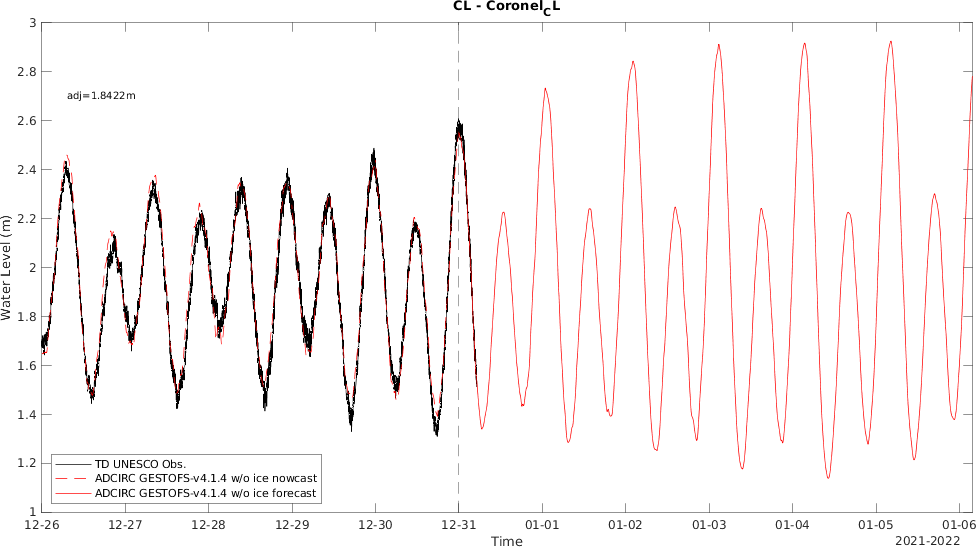 CL - Coronel_CL
3
2.8
adj=1.8422m
2.6
2.4
2.2
Water Level (m)
2
1.8
1.6
1.4
TD UNESCO Obs.
1.2
ADCIRC GESTOFS-v4.1.4 w/o ice nowcast
ADCIRC GESTOFS-v4.1.4 w/o ice forecast
1
12-26 12-27 12-28 12-29 12-30 12-31 01-01 01-02 01-03 01-04 01-05 01-06
Time
2021-2022